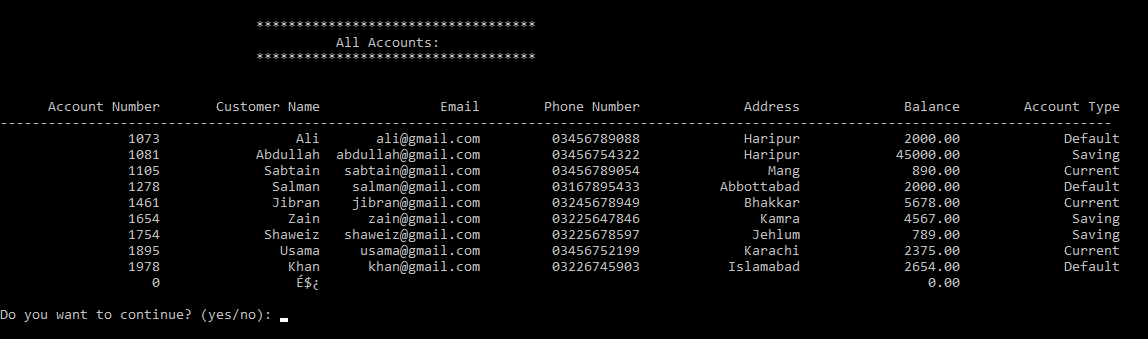 ***********************************
All Accounts:
***********************************
Account Number Customer Name Email Phone Number Address Balance Account Type
-------------------------------------------------------------------------------------------------------------------------------------------
1073 Ali ali@gmail.com 03456789088 Haripur 2000.00 Default
1081 Abdullah abdullah@gmail.com 03456754322 Haripur 45000.00 Saving
1105 Sabtain sabtain@gmail.com 03456789054 Mang 890.00 Current
1278 Salman salman@gmail.com 03167895433 Abbottabad 2000.00 Default
1461 Jibran jibran@gmail.com 03245678949 Bhakkar 5678.00 Current
1654 Zain zain@gmail.com 03225647846 Kamra 4567.00 Saving
1754 Shaweiz shaweiz@gmail.com 03225678597 Jehlum 789.00 Saving
1895 Usama usama@gmail.com 03456752199 Karachi 2375.00 Current
1978 Khan khan@gmail.com 03226745903 Islamabad 2654.00 Default
0 É$¿ 0.00
Do you want to continue? (yes/no):